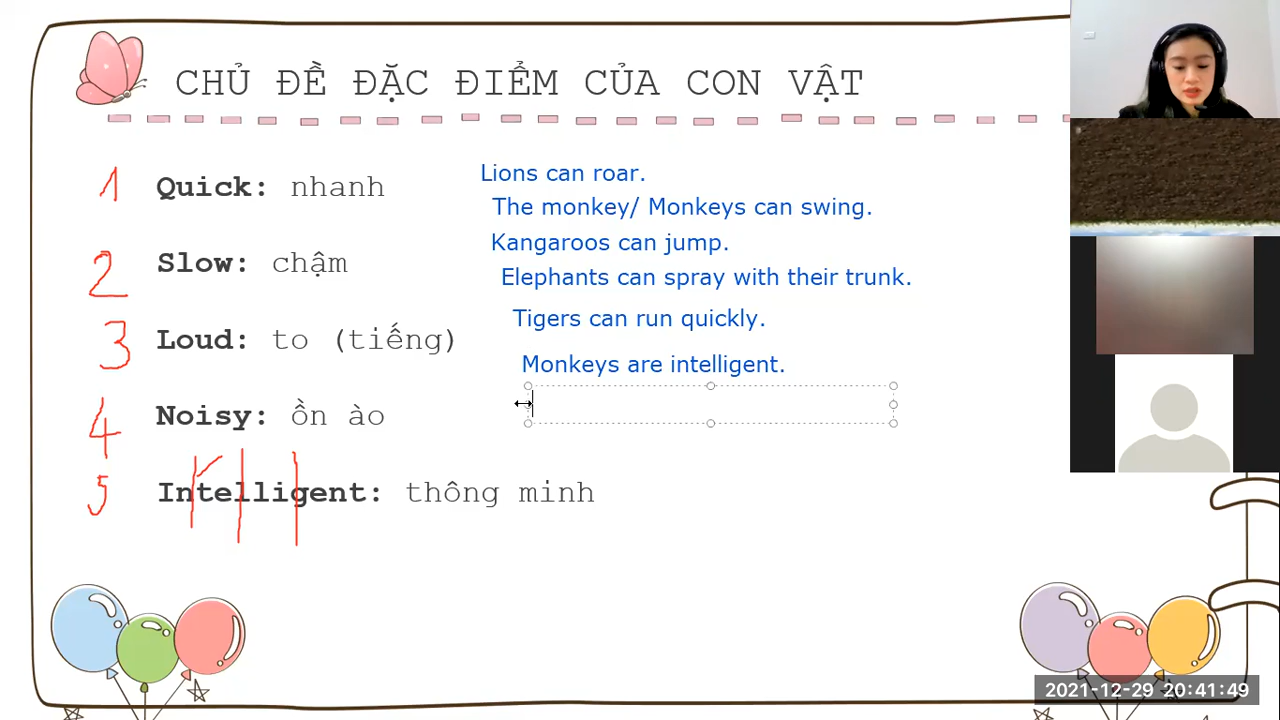 CHỦ ĐỀ ĐẶC ĐIỂM CỦA CON VẬT
1 Quick: nhanh
2 Slow: chậm
3 Loud: to (tiếng)
4 Noisy: ồn ào
5 Intelligent: thông minh
Lions can roar.
The monkey/ Monkeys can swing.
Kangaroos can jump.
Elephants can spray with their trunk.
Tigers can run quickly.
Monkeys are intelligent.
2021-12-29 20:41:49